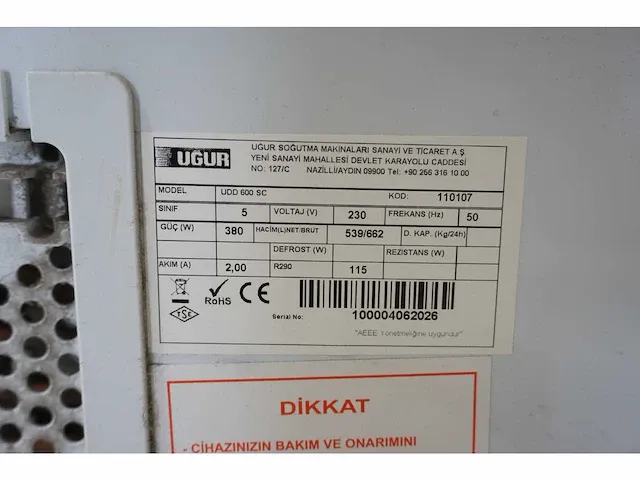 UĞUR
UĞUR SOĞUTMA MAKİNALARI SANAYİ VE TİCARET A.Ş.
YENİ SANAYİ MAHALLESİ DEVLET KARAYOLU CADDESİ
NO: 127/C NAZİLLİ/AYDIN 09900 Tel: +90 256 316 10 00
MODEL UDD 600 SC KOD: 110107
SINIF 5 VOLTAJ (V) 230 FREKANS (Hz) 50
GÜÇ (W) 380 HACİM(L)NET/BRUT 539/662 D. KAP. (Kg/24h)
DEFROST (W) REZISTANS (W)
AKIM (A) 2,00 R290 115
RoHS CE
TSE Serial No: 100004062026
"AEEE Yönetmeliğine uygundur"
DİKKAT
- CİHAZINIZIN BAKIM VE ONARIMINI